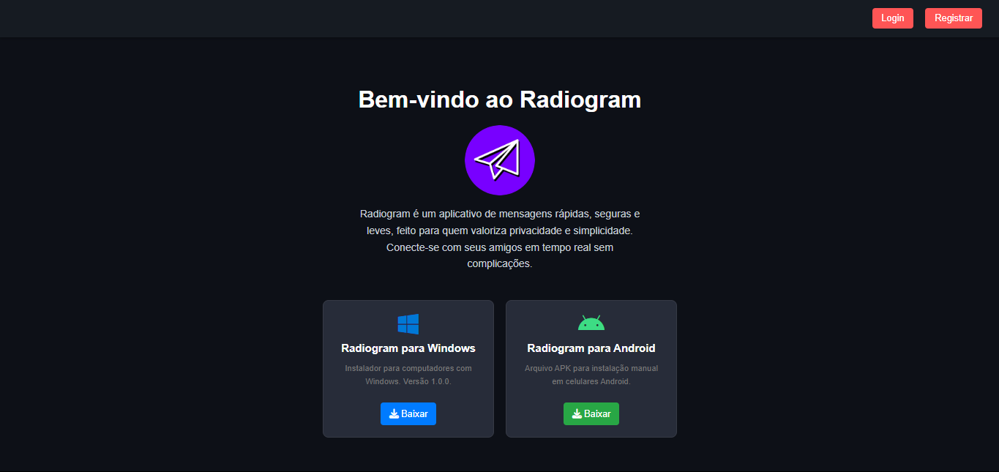 Login
Registrar
Bem-vindo ao Radiogram
Radiogram é um aplicativo de mensagens rápidas, seguras e
leves, feito para quem valoriza privacidade e simplicidade.
Conecte-se com seus amigos em tempo real sem
complicações.
Radiogram para Windows
Instalador para computadores com
Windows. Versão 1.0.0.
Baixar
Radiogram para Android
Arquivo APK para instalação manual
em celulares Android.
Baixar